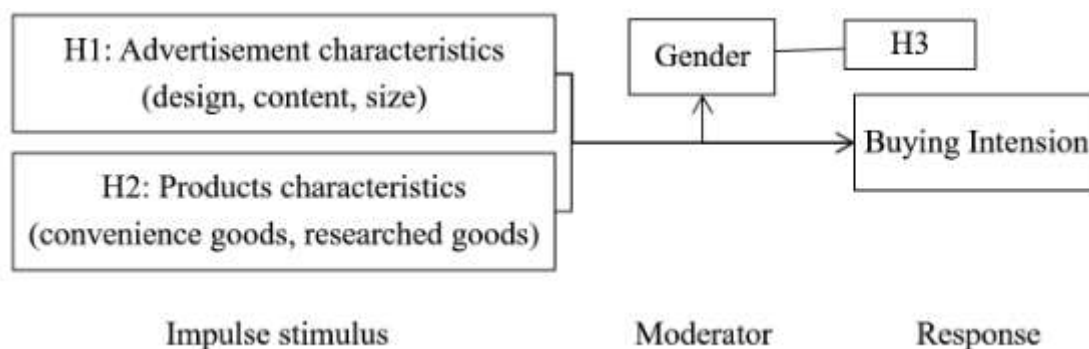 H1: Advertisement characteristics
(design, content, size)
H2: Products characteristics
(convenience goods, researched goods)
Gender
H3
Buying Intension
Impulse stimulus
Moderator
Response